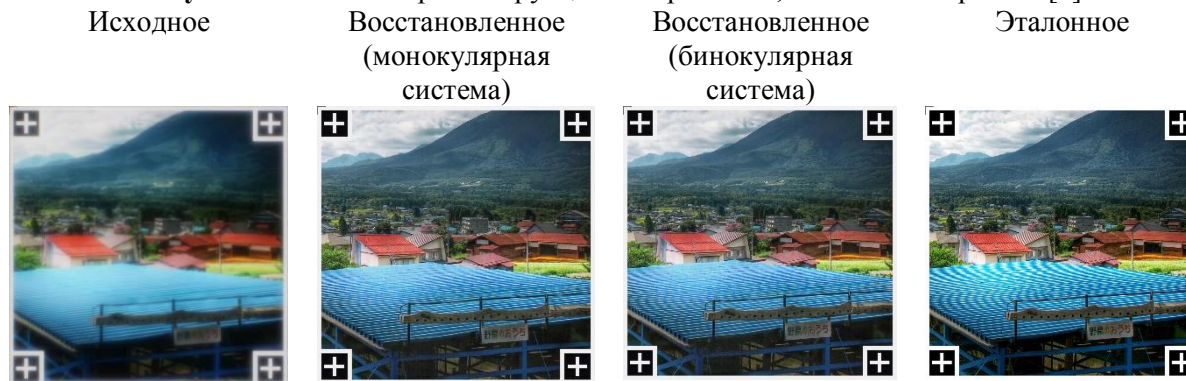 Исходное
Восстановленное
(монокулярная
система)
Восстановленное
(бинокулярная
система)
Эталонное